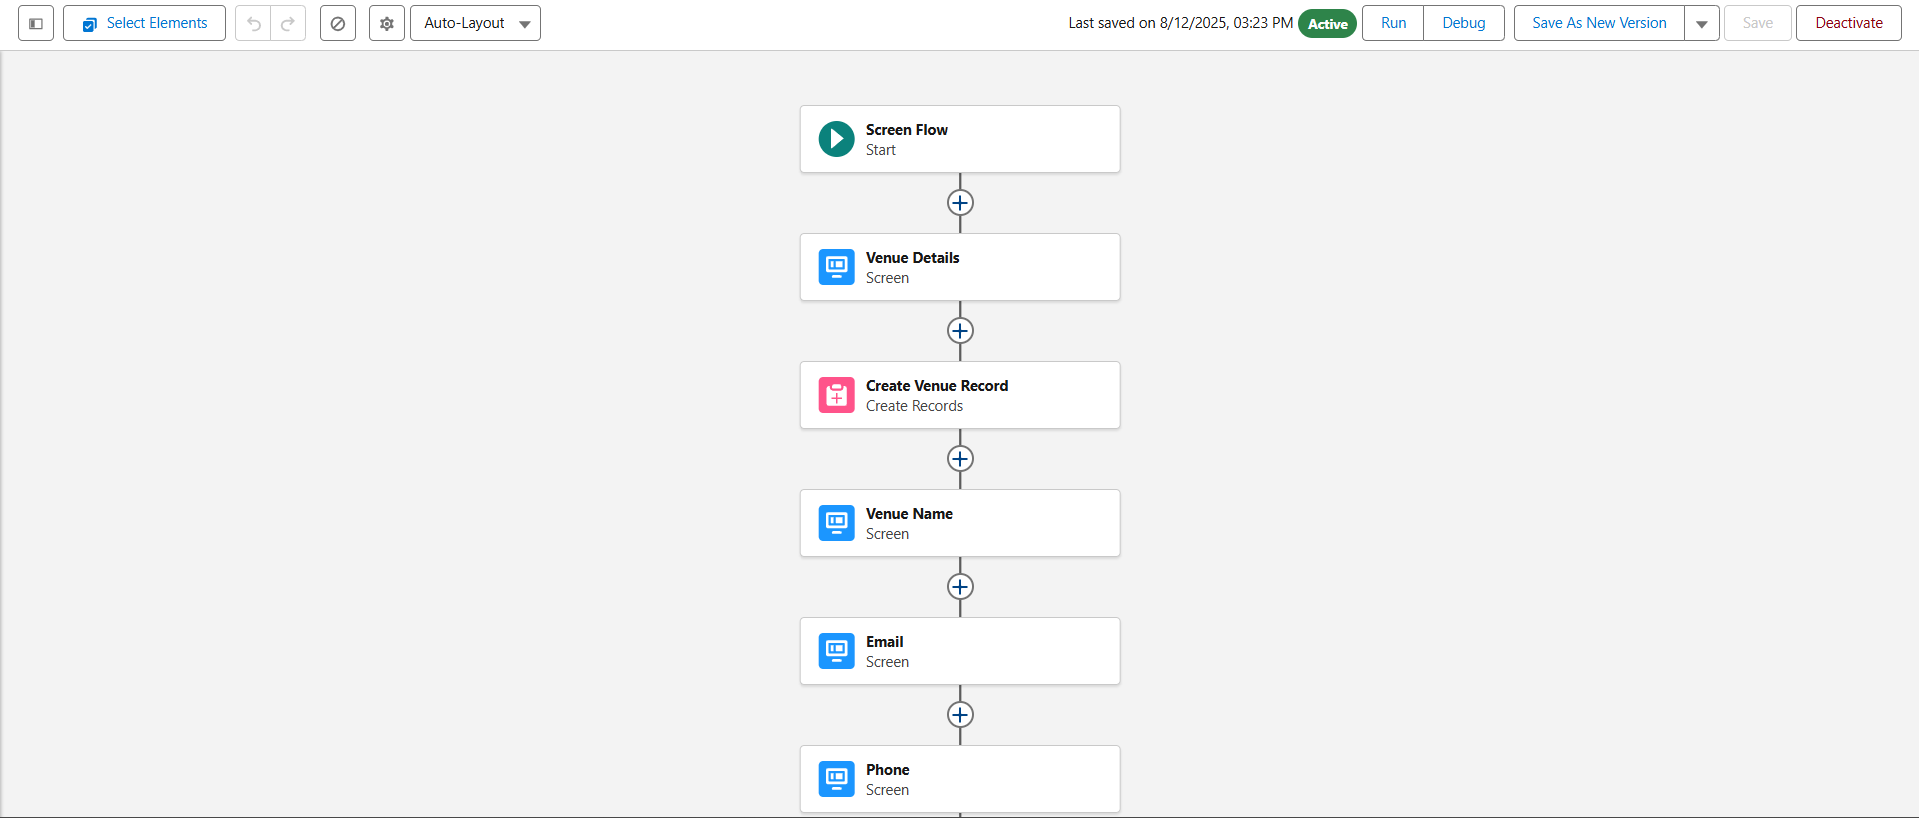 Select Elements
Auto-Layout
Last saved on 8/12/2025, 03:23 PM
Active
Run
Debug
Save As New Version
Save
Deactivate
Screen Flow
Start
Venue Details
Screen
Create Venue Record
Create Records
Venue Name
Screen
Email
Screen
Phone
Screen